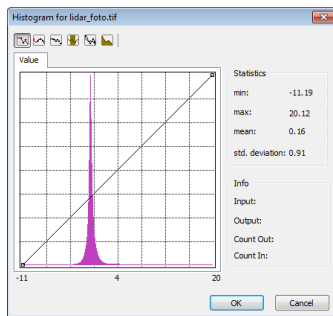 Histogram for lidar_foto.tif
Value
Statistics
min: -11.19
max: 20.12
mean: 0.16
std. deviation: 0.91
Info
Input:
Output:
Count Out:
Count In:
-11 4 20
OK Cancel